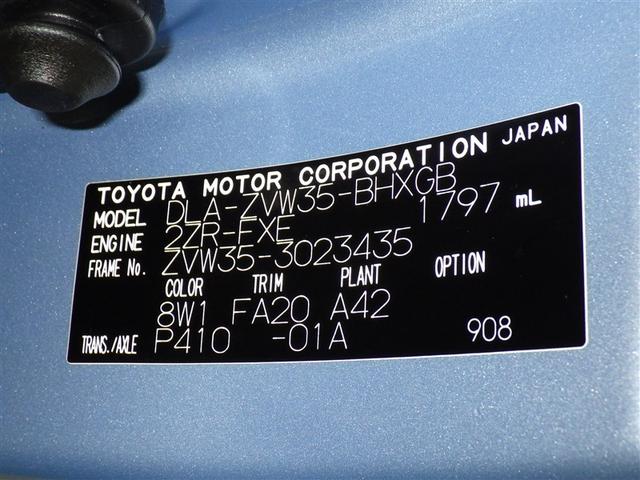 TOYOTA MOTOR CORPORATION JAPAN
MODEL DLA-ZVW35-BHXGB
ENGINE 2ZR-FXE 1797 mL
FRAME No. ZVW35-3023435
COLOR TRIM PLANT OPTION
8W1 FA20 A42
TRANS./AXLE P410 -01A 908